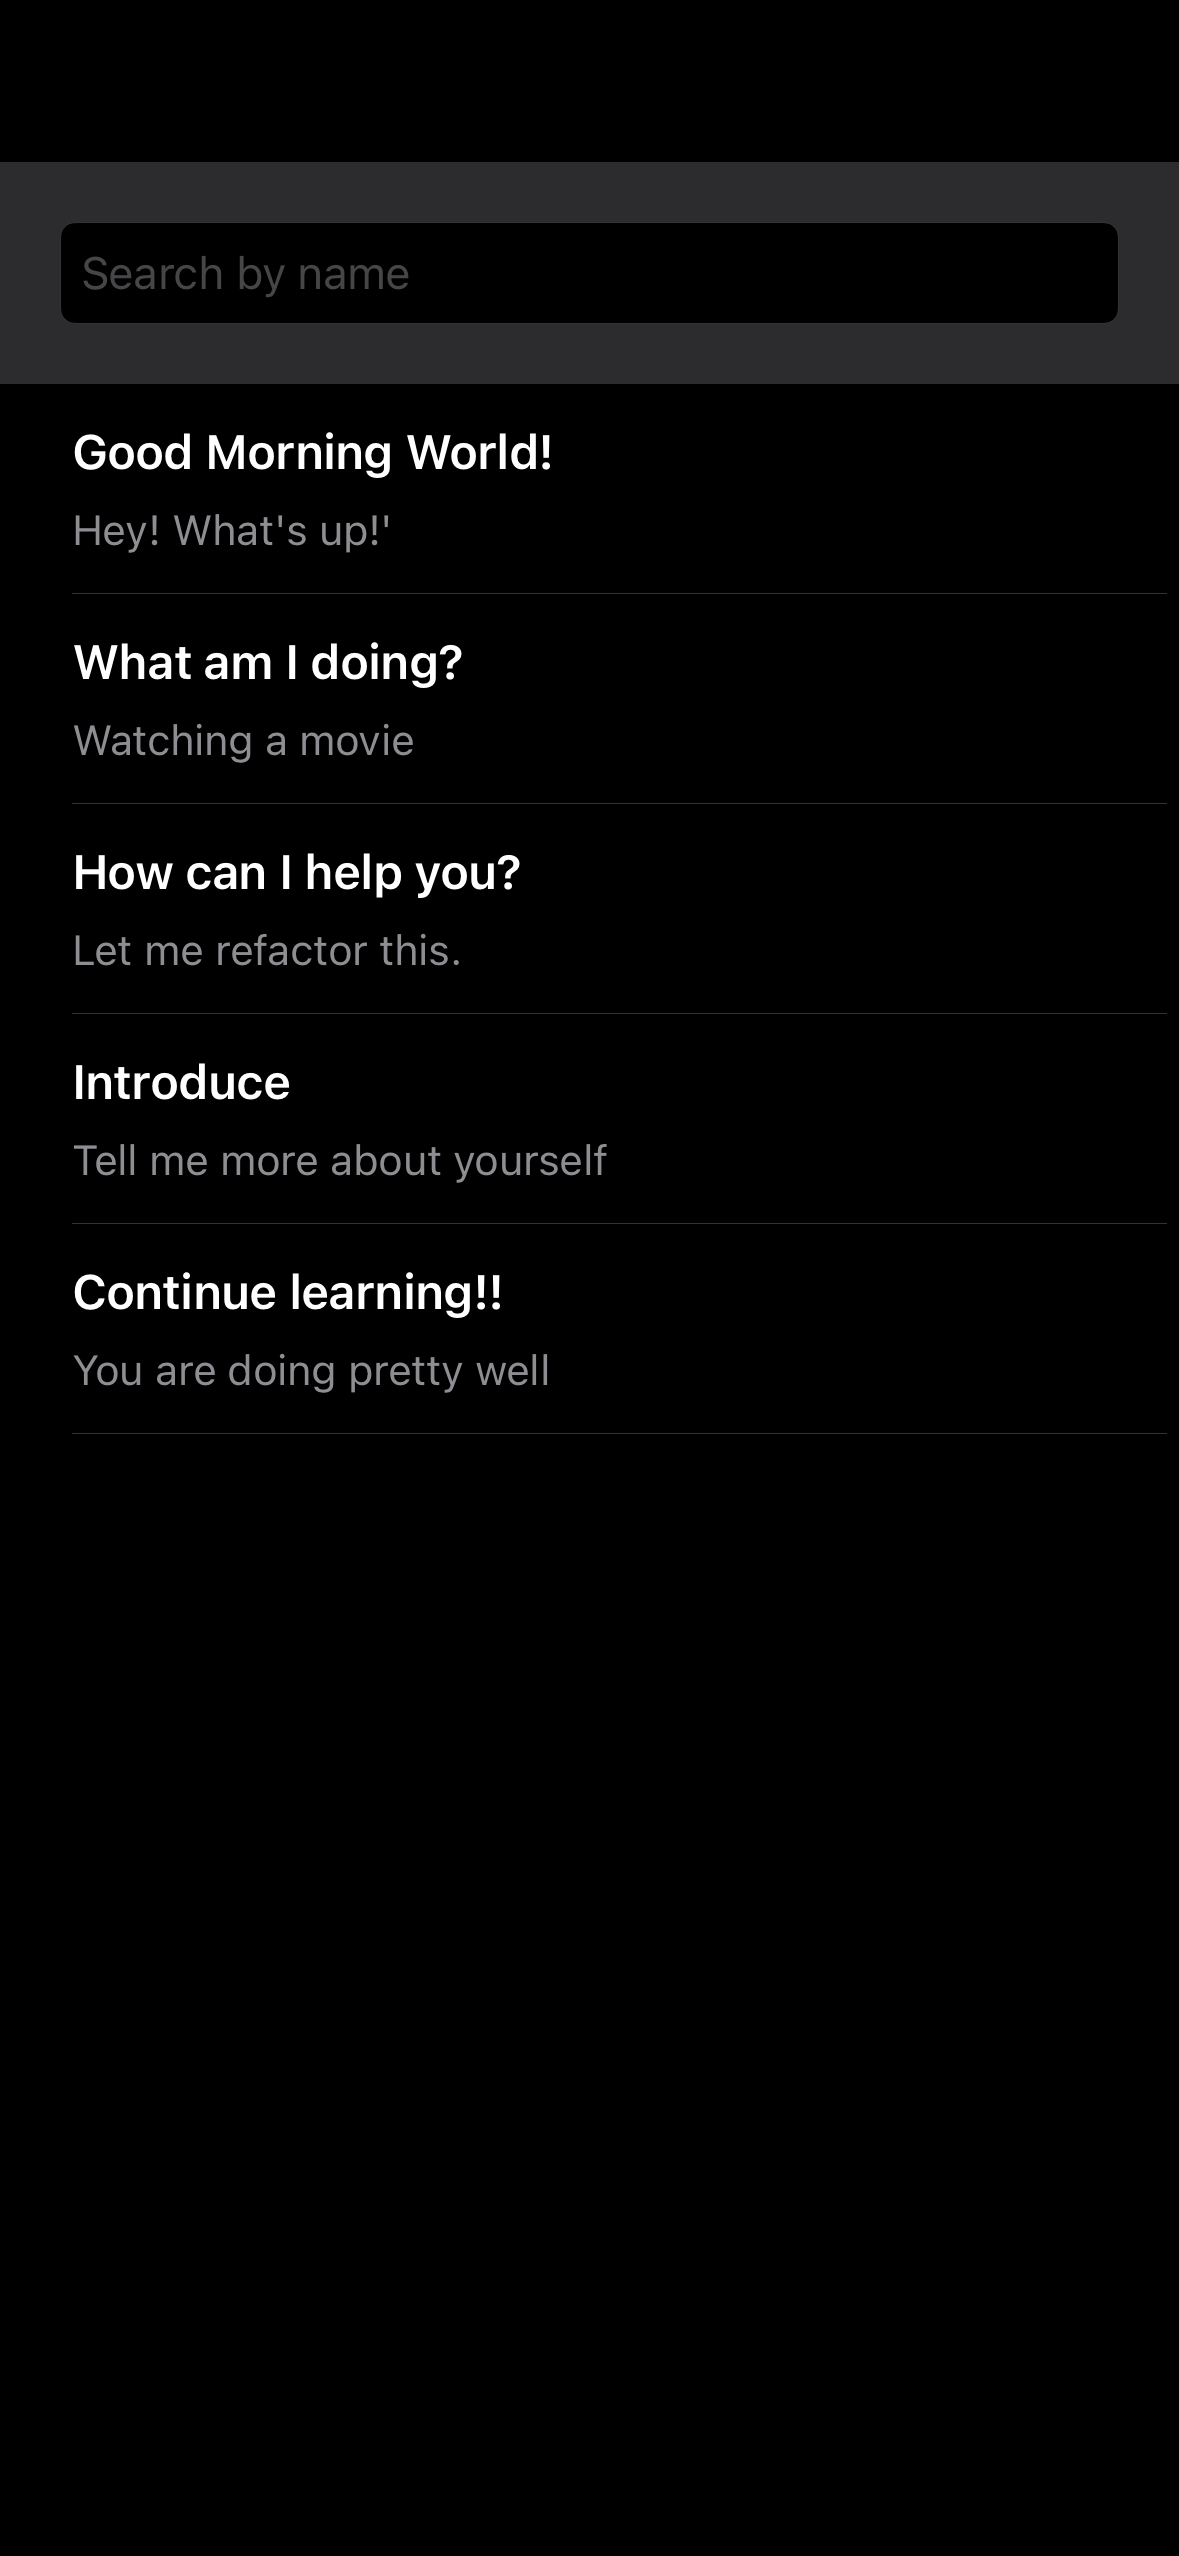 Search by name
Good Morning World!
Hey! What's up!'
What am I doing?
Watching a movie
How can I help you?
Let me refactor this.
Introduce
Tell me more about yourself
Continue learning!!
You are doing pretty well